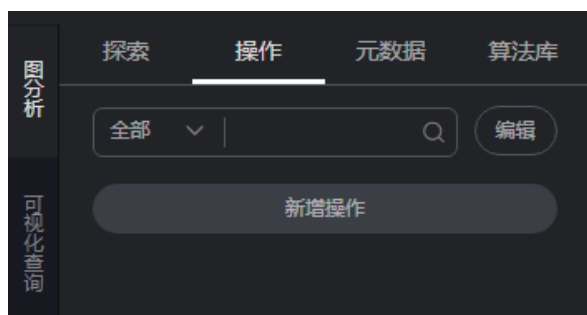 图分析
可视化查询
探索 操作 元数据 算法库
全部 编辑
新增操作